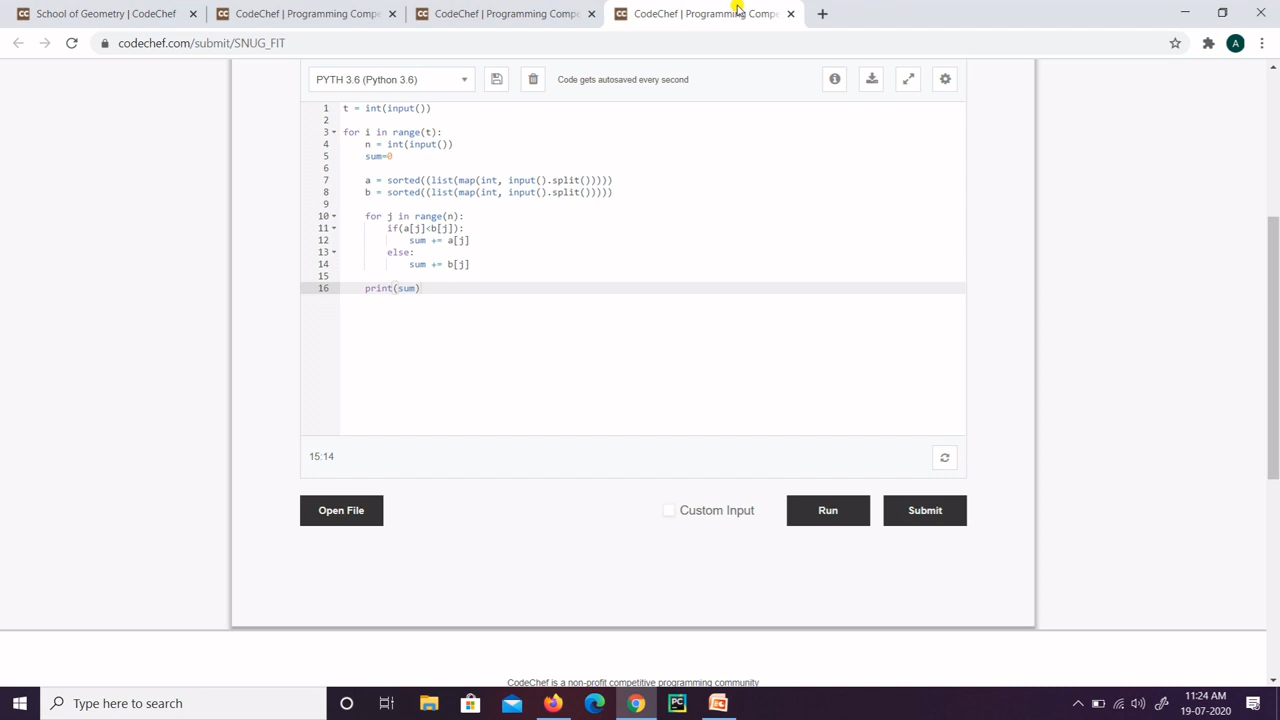 School of Geometry | CodeChef
CodeChef | Programming Compe
CodeChef | Programming Compe
CodeChef | Programming Compe
codechef.com/submit/SNUG_FIT
A
PYTH 3.6 (Python 3.6)
Code gets autosaved every second
1 t = int(input())
2
3 for i in range(t):
4 n = int(input())
5 sum=0
6
7 a = sorted((list(map(int, input().split()))))
8 b = sorted((list(map(int, input().split()))))
9
10 for j in range(n):
11 if(a[j]<b[j]):
12 sum += a[j]
13 else:
14 sum += b[j]
15
16 print(sum)
15:14
Open File
Custom Input
Run
Submit
CodeChef is a non-profit competitive programming community
Type here to search
11:24 AM
19-07-2020